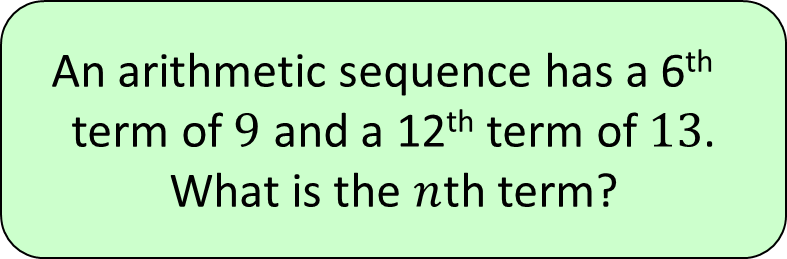 An arithmetic sequence has a 6th
term of 9 and a 12th term of 13.
What is the nth term?